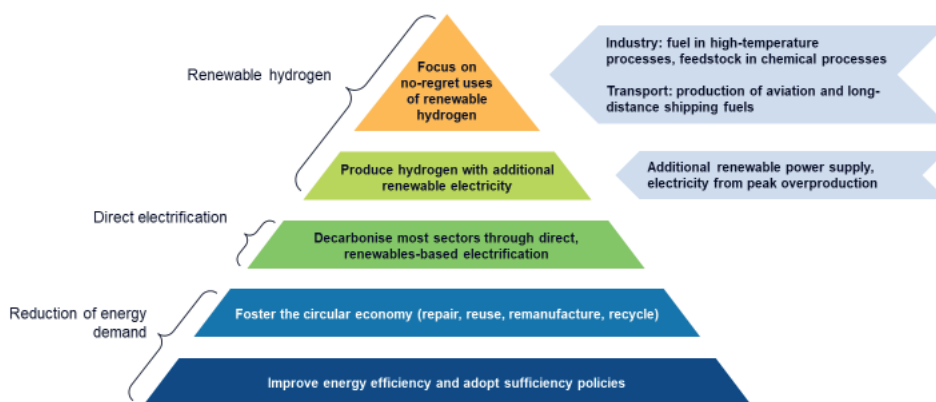 Renewable hydrogen
Focus on
no-regret uses
of renewable
hydrogen
Industry: fuel in high-temperature
processes, feedstock in chemical processes
Transport: production of aviation and long-
distance shipping fuels
Produce hydrogen with additional
renewable electricity
Additional renewable power supply,
electricity from peak overproduction
Direct electrification
Decarbonise most sectors through direct,
renewables-based electrification
Reduction of energy
demand
Foster the circular economy (repair, reuse, remanufacture, recycle)
Improve energy efficiency and adopt sufficiency policies